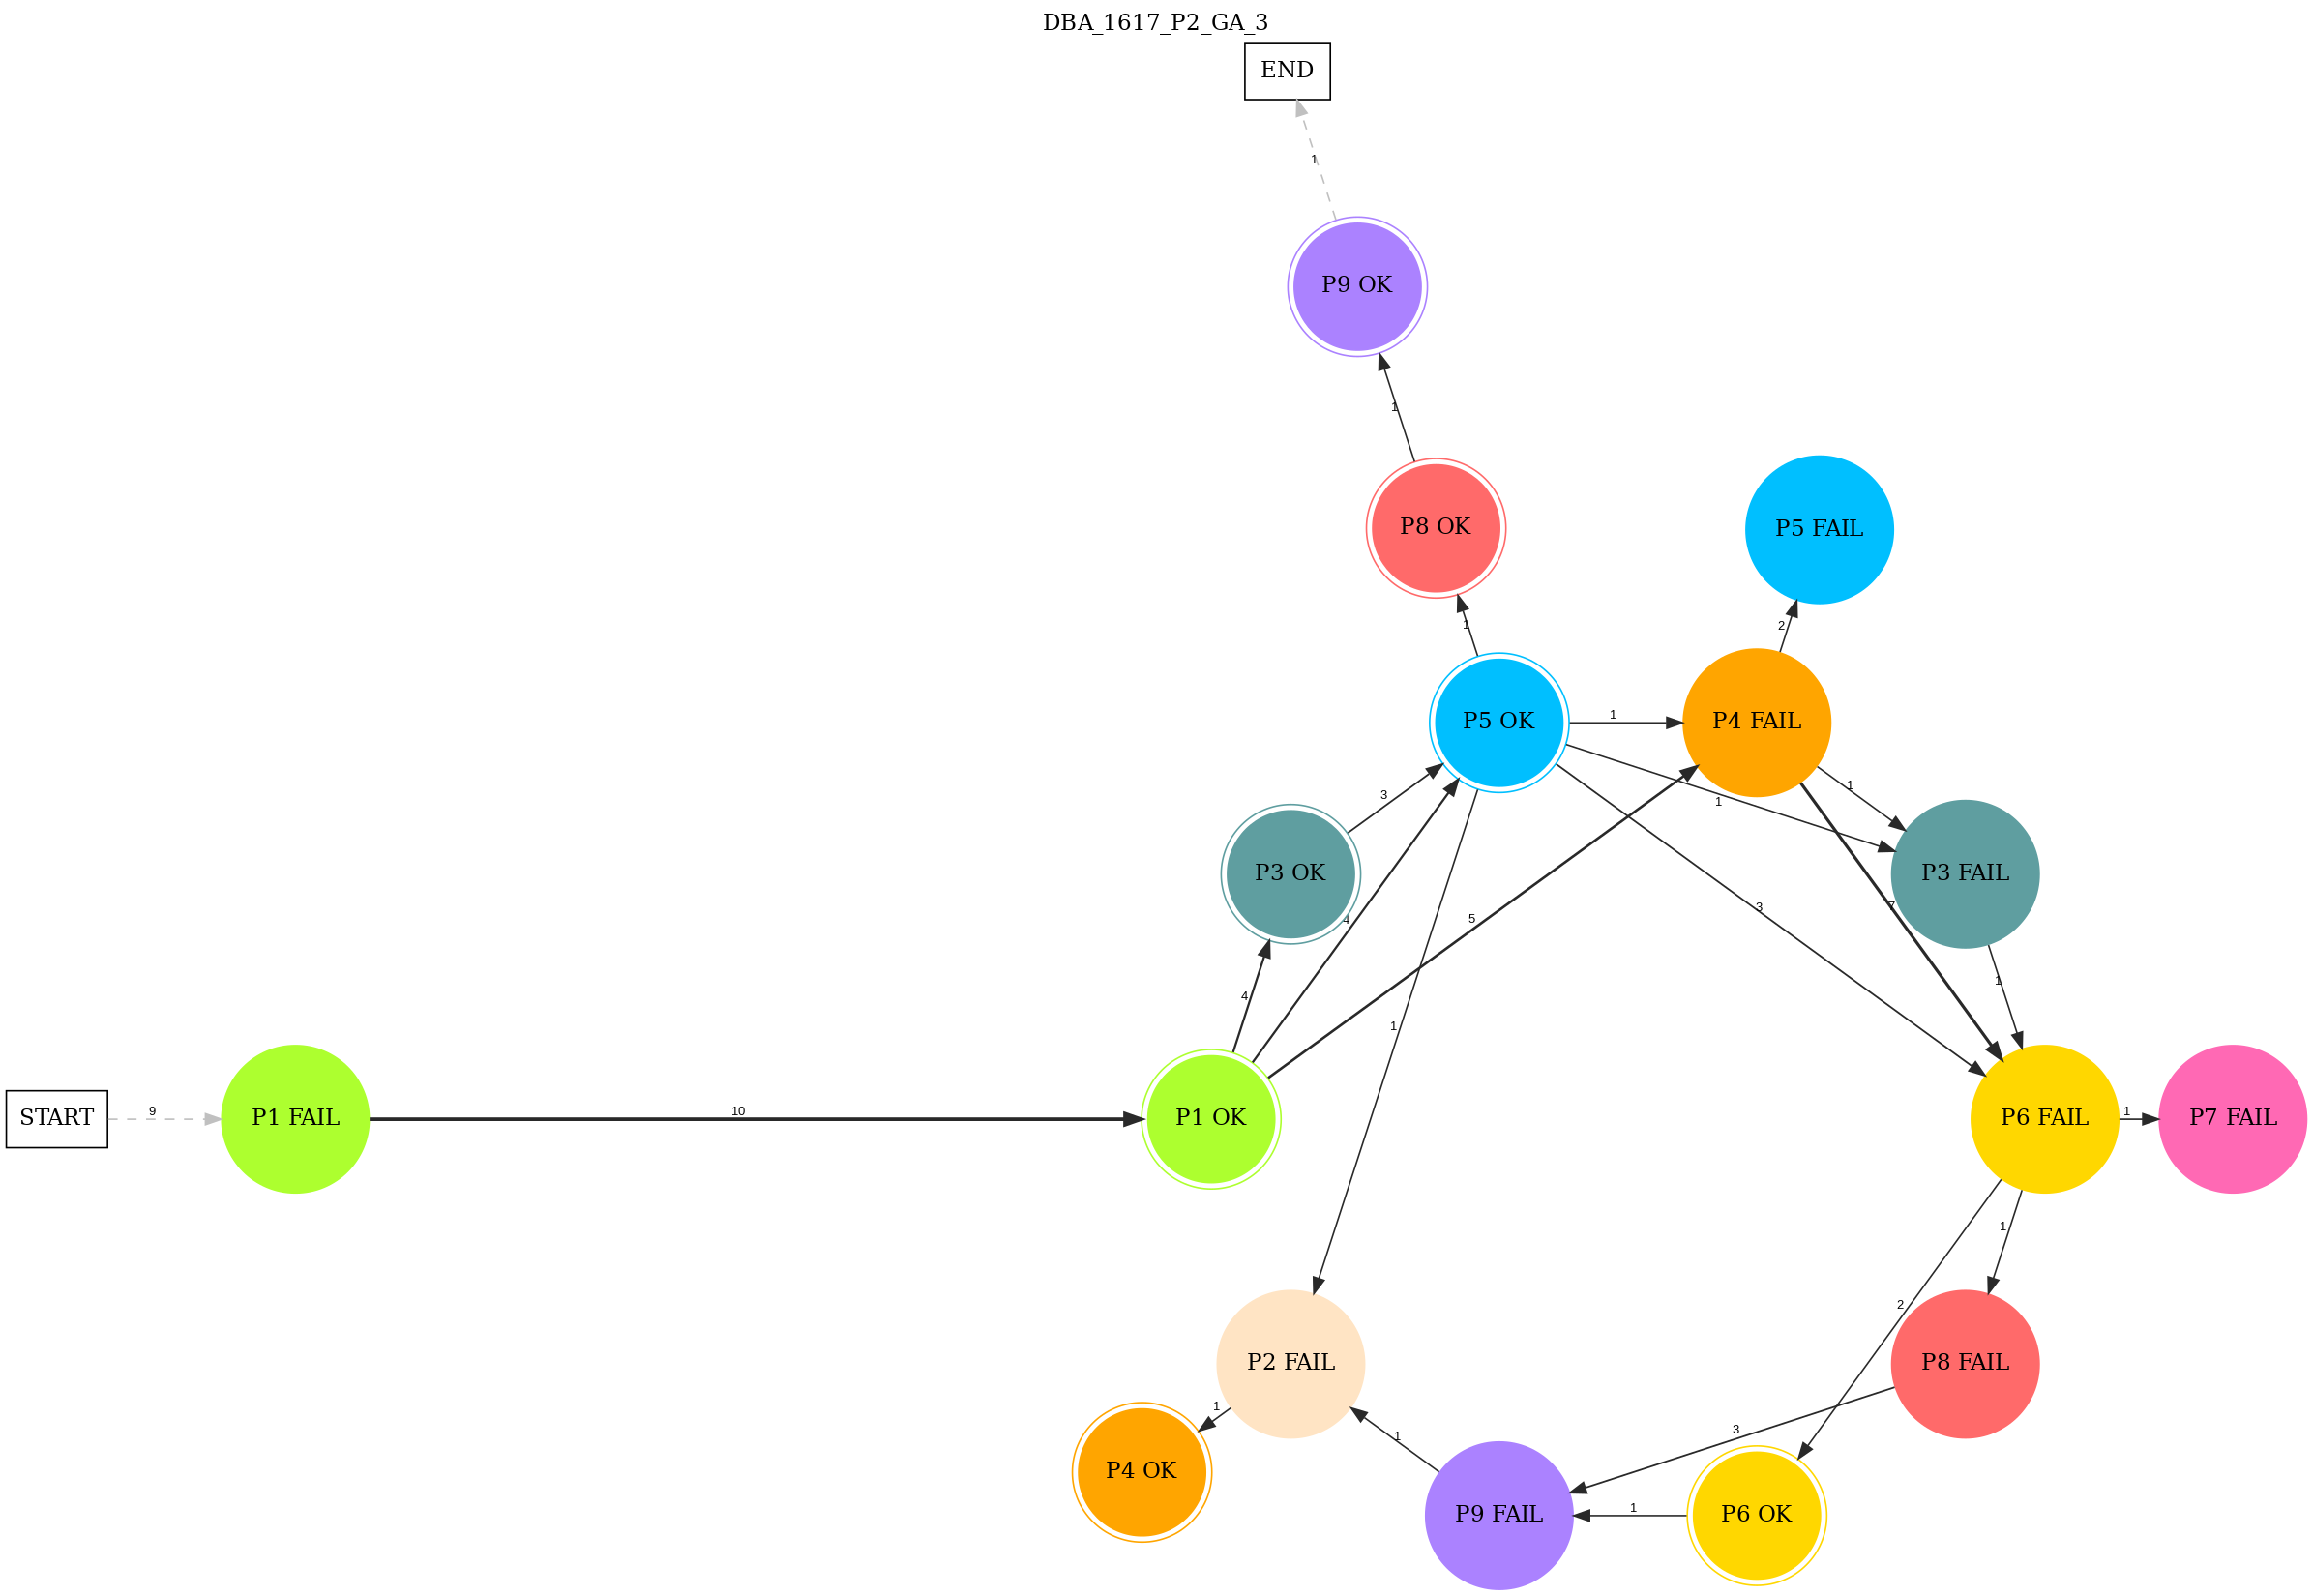 DBA_1617_P2_GA_3
END
1
P9 OK
1
P8 OK
P5 FAIL
1
2
P5 OK
1
P4 FAIL
3
1
1
P3 OK
P3 FAIL
4
5
3
7
4
1
1
START
9
P1 FAIL
10
P1 OK
P6 FAIL
1
P7 FAIL
1
2
P2 FAIL
P8 FAIL
1
1
3
P4 OK
P9 FAIL
1
P6 OK